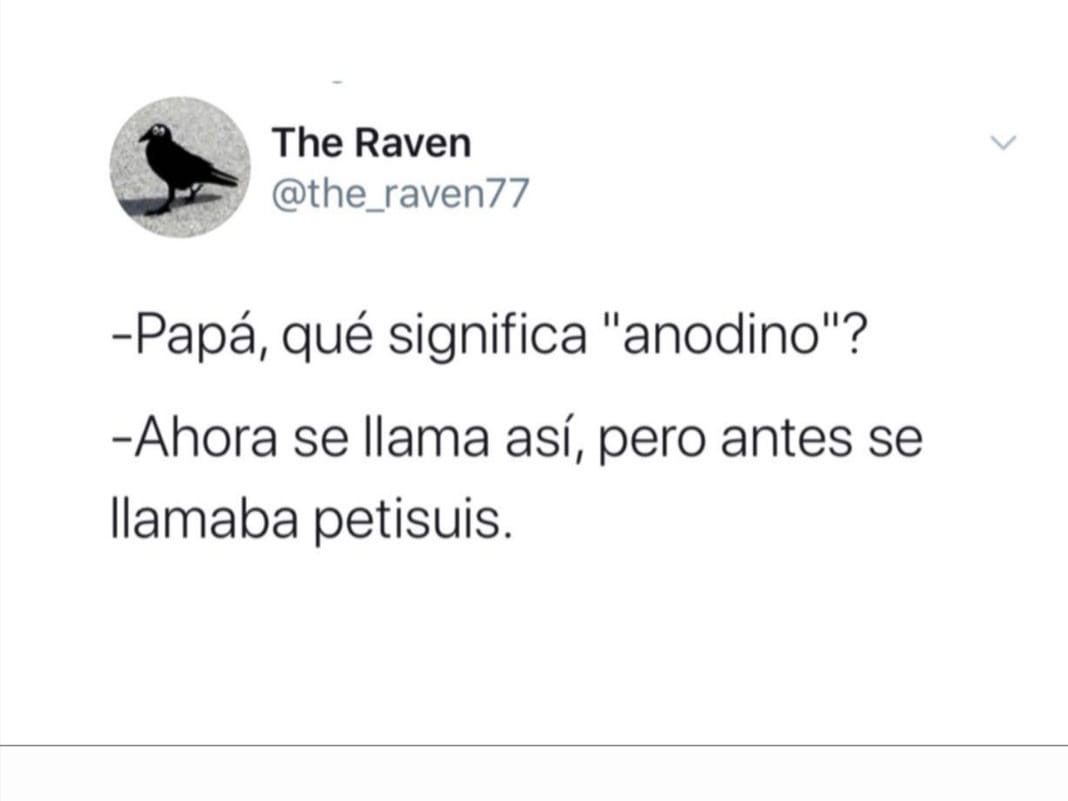 The Raven
@the_raven77
-Papá, qué significa "anodino"?
-Ahora se llama así, pero antes se
llamaba petisuis.